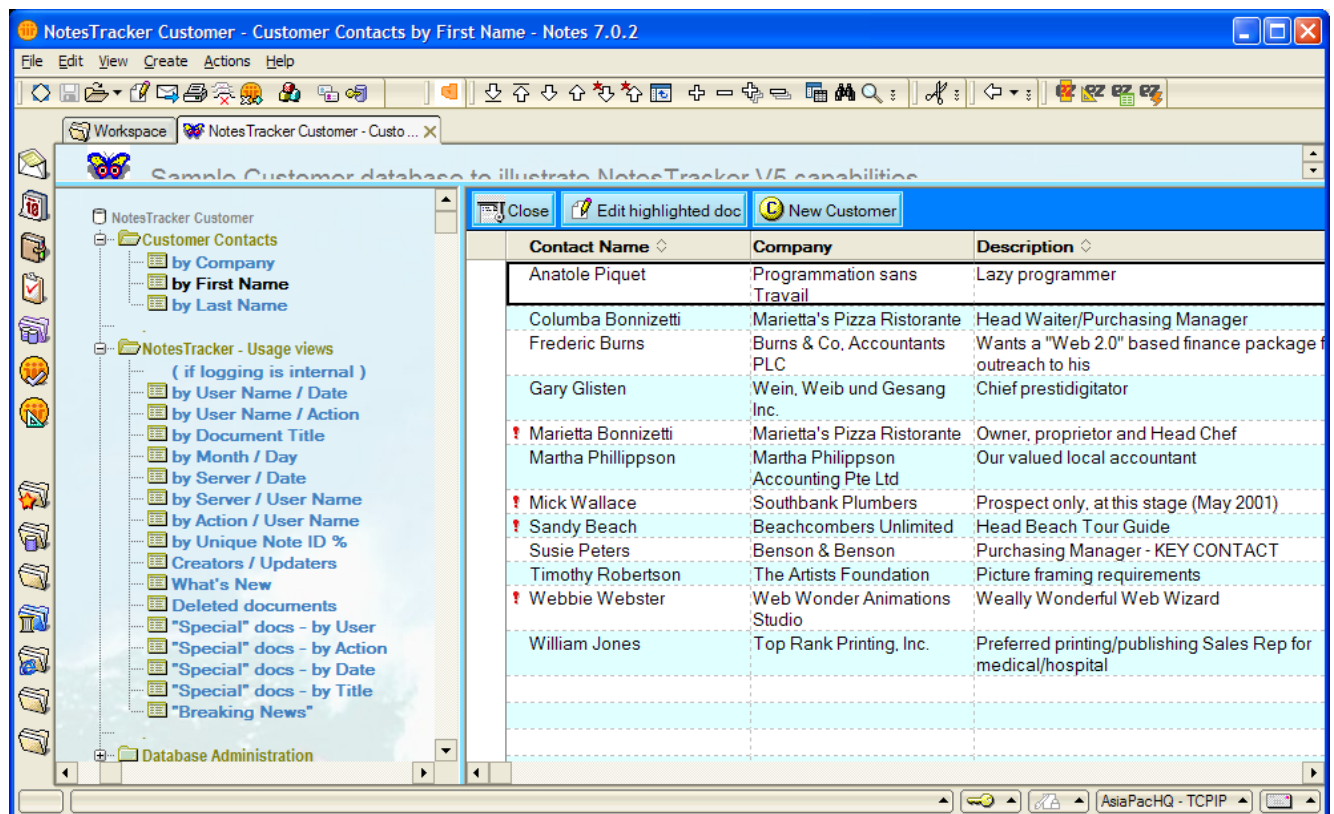 NotesTracker Customer - Customer Contacts by First Name - Notes 7.0.2
File Edit View Create Actions Help
Workspace NotesTracker Customer - Custo ...
Sample Customer database to illustrate NotesTracker V5 capabilities
NotesTracker Customer
Customer Contacts
by Company
by First Name
by Last Name
.
NotesTracker - Usage views
( if logging is internal )
by User Name / Date
by User Name / Action
by Document Title
by Month / Day
by Server / Date
by Server / User Name
by Action / User Name
by Unique Note ID %
Creators / Updaters
What's New
Deleted documents
"Special" docs - by User
"Special" docs - by Action
"Special" docs - by Date
"Special" docs - by Title
"Breaking News"
.
Database Administration
Close Edit highlighted doc New Customer
Contact Name Company Description
Anatole Piquet Programmation sans Lazy programmer
Travail
Columba Bonnizetti Marietta's Pizza Ristorante Head Waiter/Purchasing Manager
Frederic Burns Burns & Co, Accountants Wants a "Web 2.0" based finance package f
PLC outreach to his
Gary Glisten Wein, Weib und Gesang Chief prestidigitator
Inc.
! Marietta Bonnizetti Marietta's Pizza Ristorante Owner, proprietor and Head Chef
Martha Phillippson Martha Philippson Our valued local accountant
Accounting Pte Ltd
! Mick Wallace Southbank Plumbers Prospect only, at this stage (May 2001)
! Sandy Beach Beachcombers Unlimited Head Beach Tour Guide
Susie Peters Benson & Benson Purchasing Manager - KEY CONTACT
Timothy Robertson The Artists Foundation Picture framing requirements
! Webbie Webster Web Wonder Animations Weally Wonderful Web Wizard
Studio
William Jones Top Rank Printing, Inc. Preferred printing/publishing Sales Rep for
medical/hospital
AsiaPacHQ - TCPIP